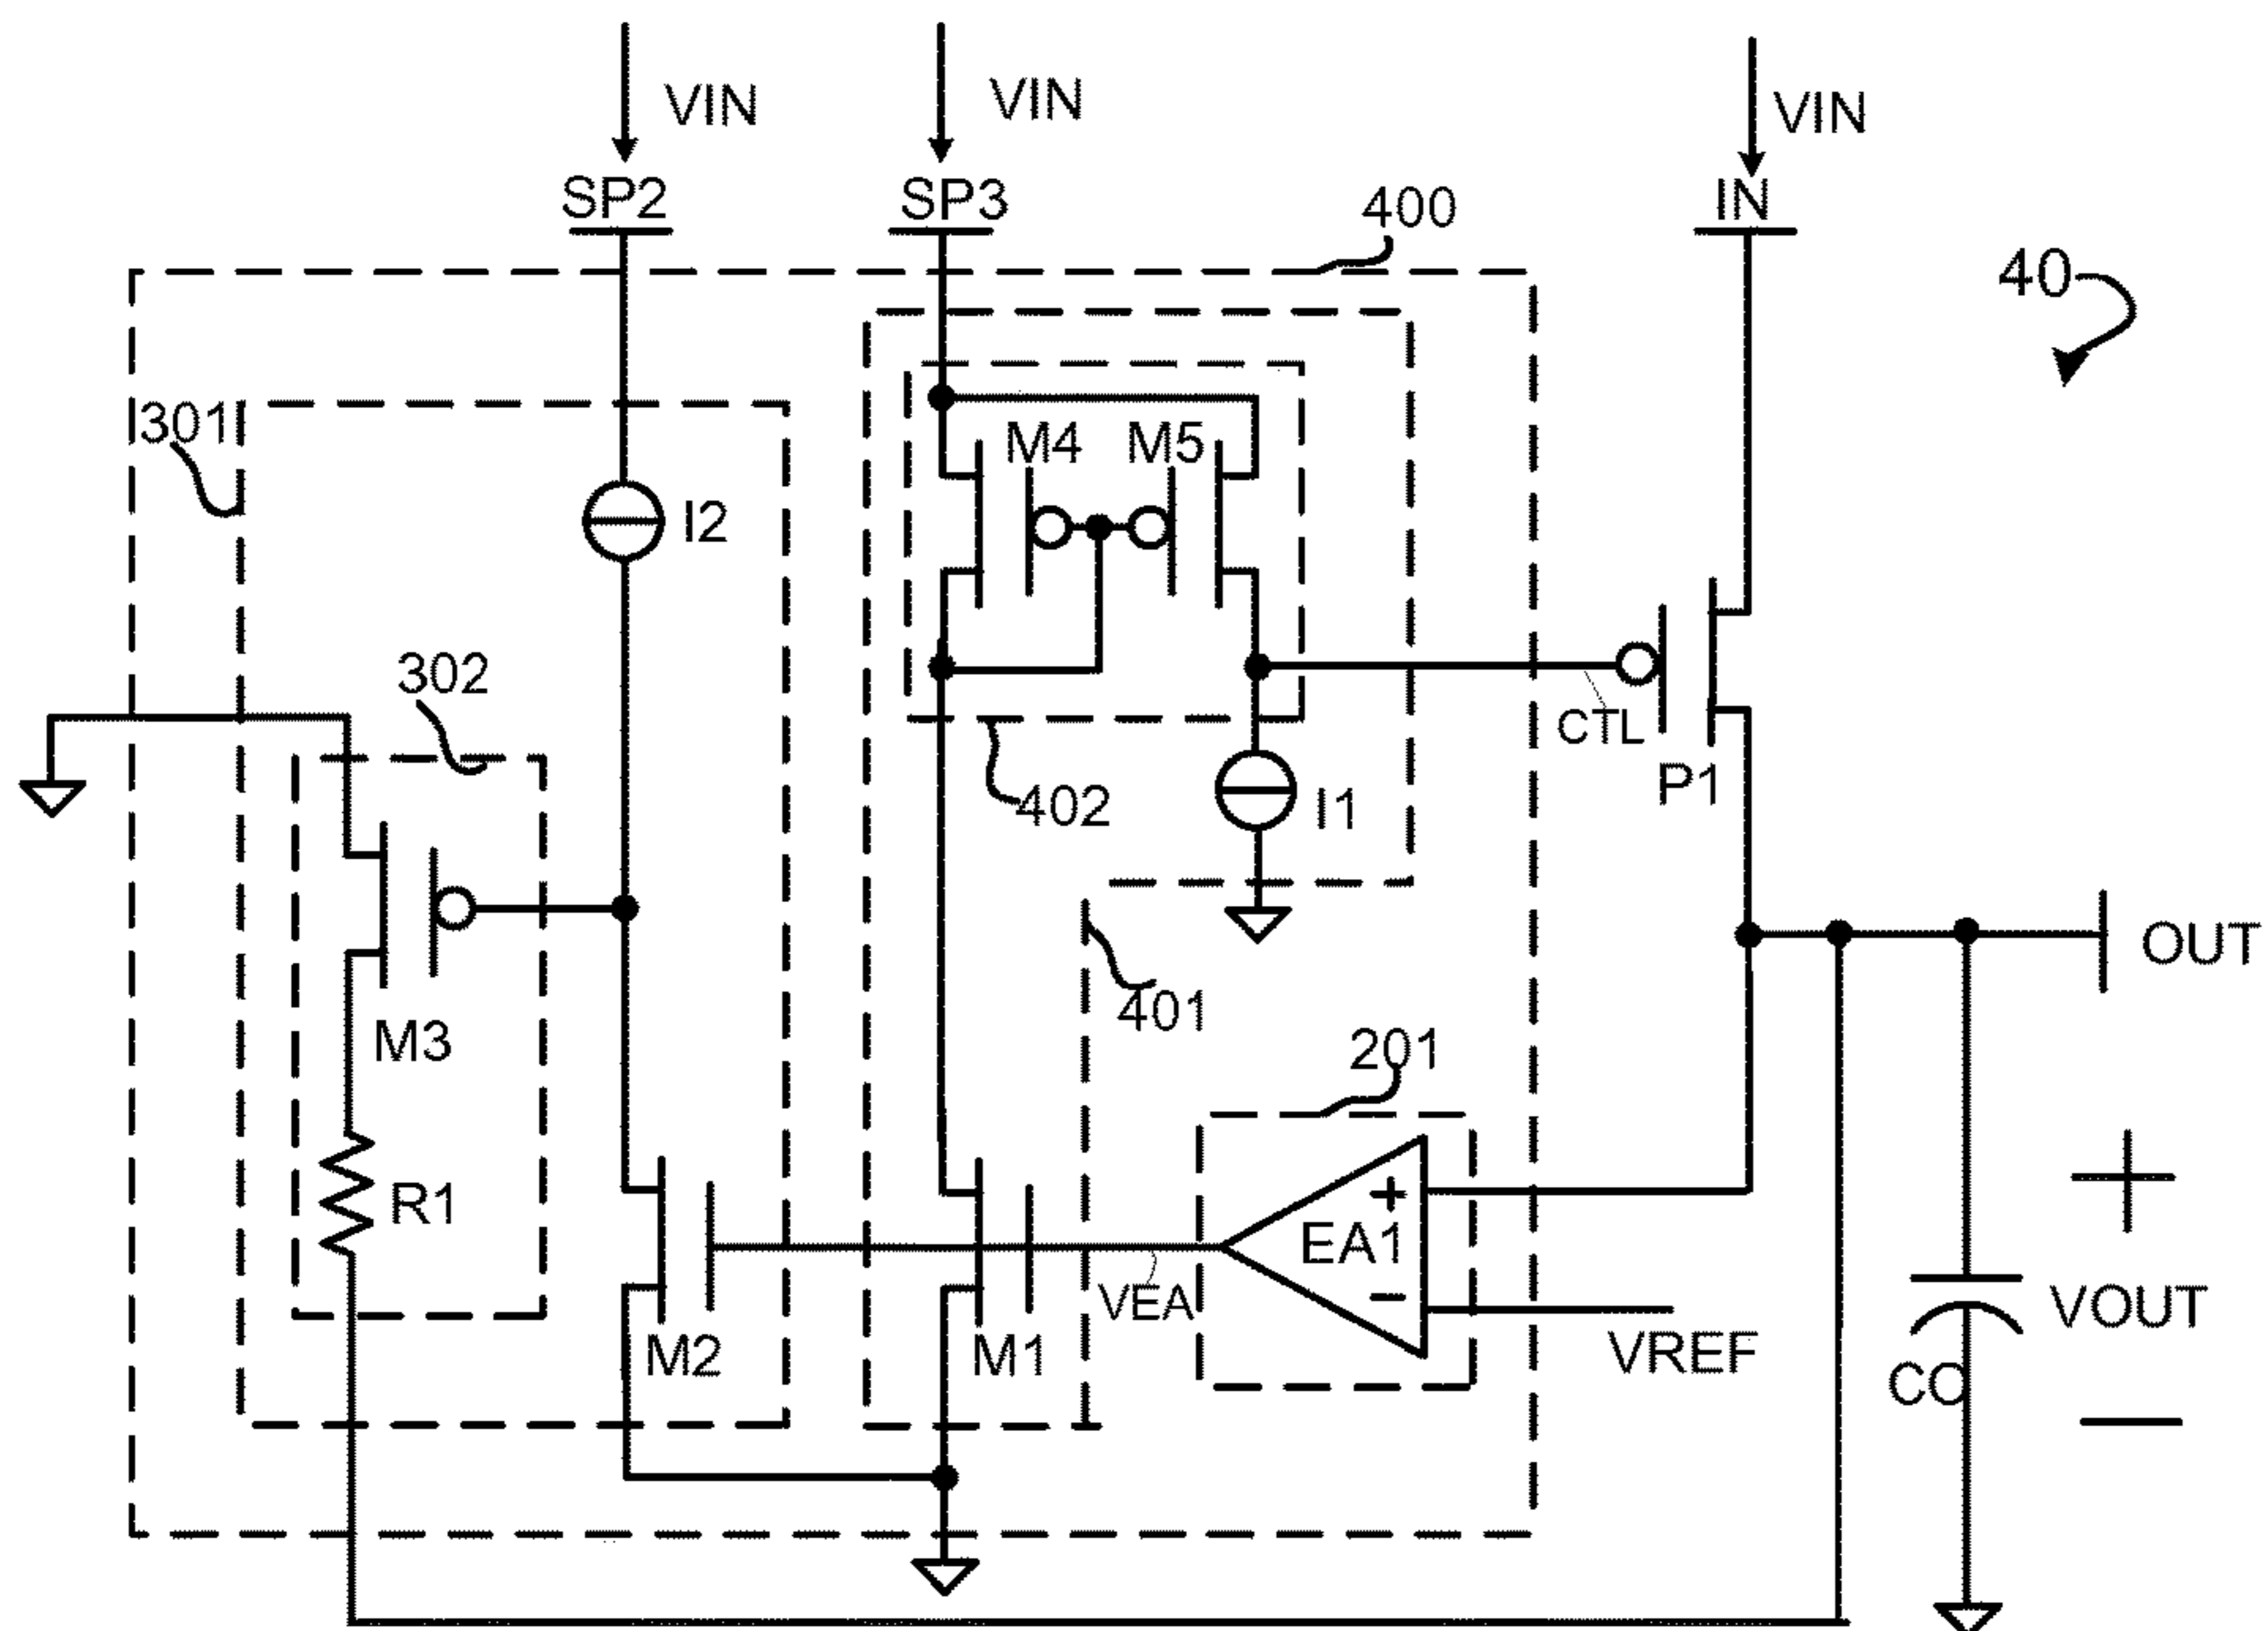 VIN
VIN
VIN
SP2
SP3
IN
400
40
301
M4
M5
I2
302
CTL
P1
402
I1
OUT
401
M3
201
R1
+
EA1
+
VEA
−
VOUT
M2
M1
VREF
CO
−